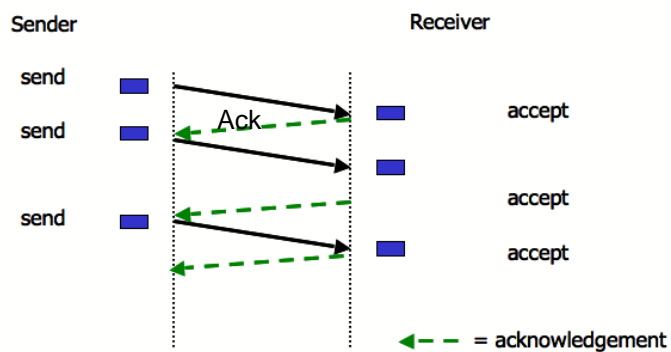 Sender Receiver
send
Ack accept
send
accept
send
accept
= acknowledgement